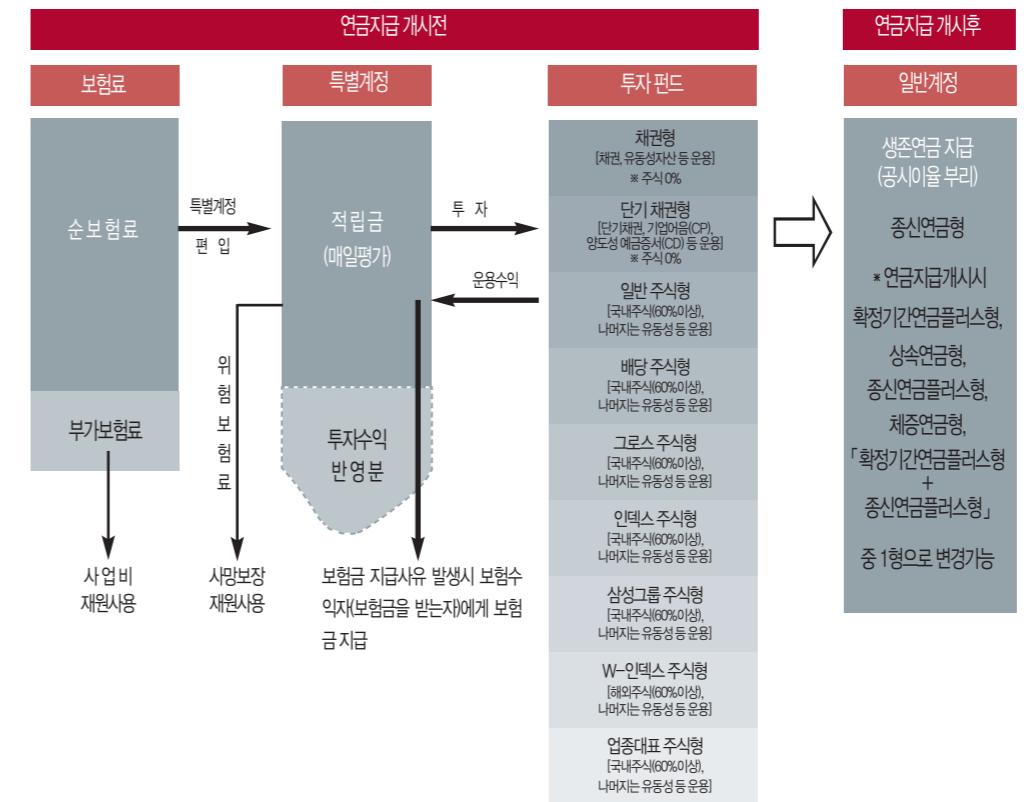 연금지급 개시전
연금지급 개시후
보험료
특별계정
투자 펀드
일반계정
순보험료
부가보험료
특별계정
편 입
적립금
(매일평가)
투자수익
반영분
투 자
운용수익
위
험
보
험
료
사업비
재원사용
사망보장
재원사용
보험금 지급사유 발생시 보험수
익자(보험금을 받는자)에게 보험
금 지급
채권형
[채권, 유동성자산 등 운용]
※ 주식 0%
단기 채권형
[단기채권, 기업어음(CP),
양도성 예금증서(CD) 등 운용]
※ 주식 0%
일반 주식형
[국내주식(60%이상),
나머지는 유동성 등 운용]
배당 주식형
[국내주식(60%이상),
나머지는 유동성 등 운용]
그로스 주식형
[국내주식(60%이상),
나머지는 유동성 등 운용]
인덱스 주식형
[국내주식(60%이상),
나머지는 유동성 등 운용]
삼성그룹 주식형
[국내주식(60%이상),
나머지는 유동성 등 운용]
W-인덱스 주식형
[해외주식(60%이상),
나머지는 유동성 등 운용]
업종대표 주식형
[국내주식(60%이상),
나머지는 유동성 등 운용]
생존연금 지급
(공시이율 부리)
종신연금형
* 연금지급개시시
확정기간연금플러스형,
상속연금형,
종신연금플러스형,
체증연금형,
「확정기간연금플러스형
+
종신연금플러스형」
중 1형으로 변경가능